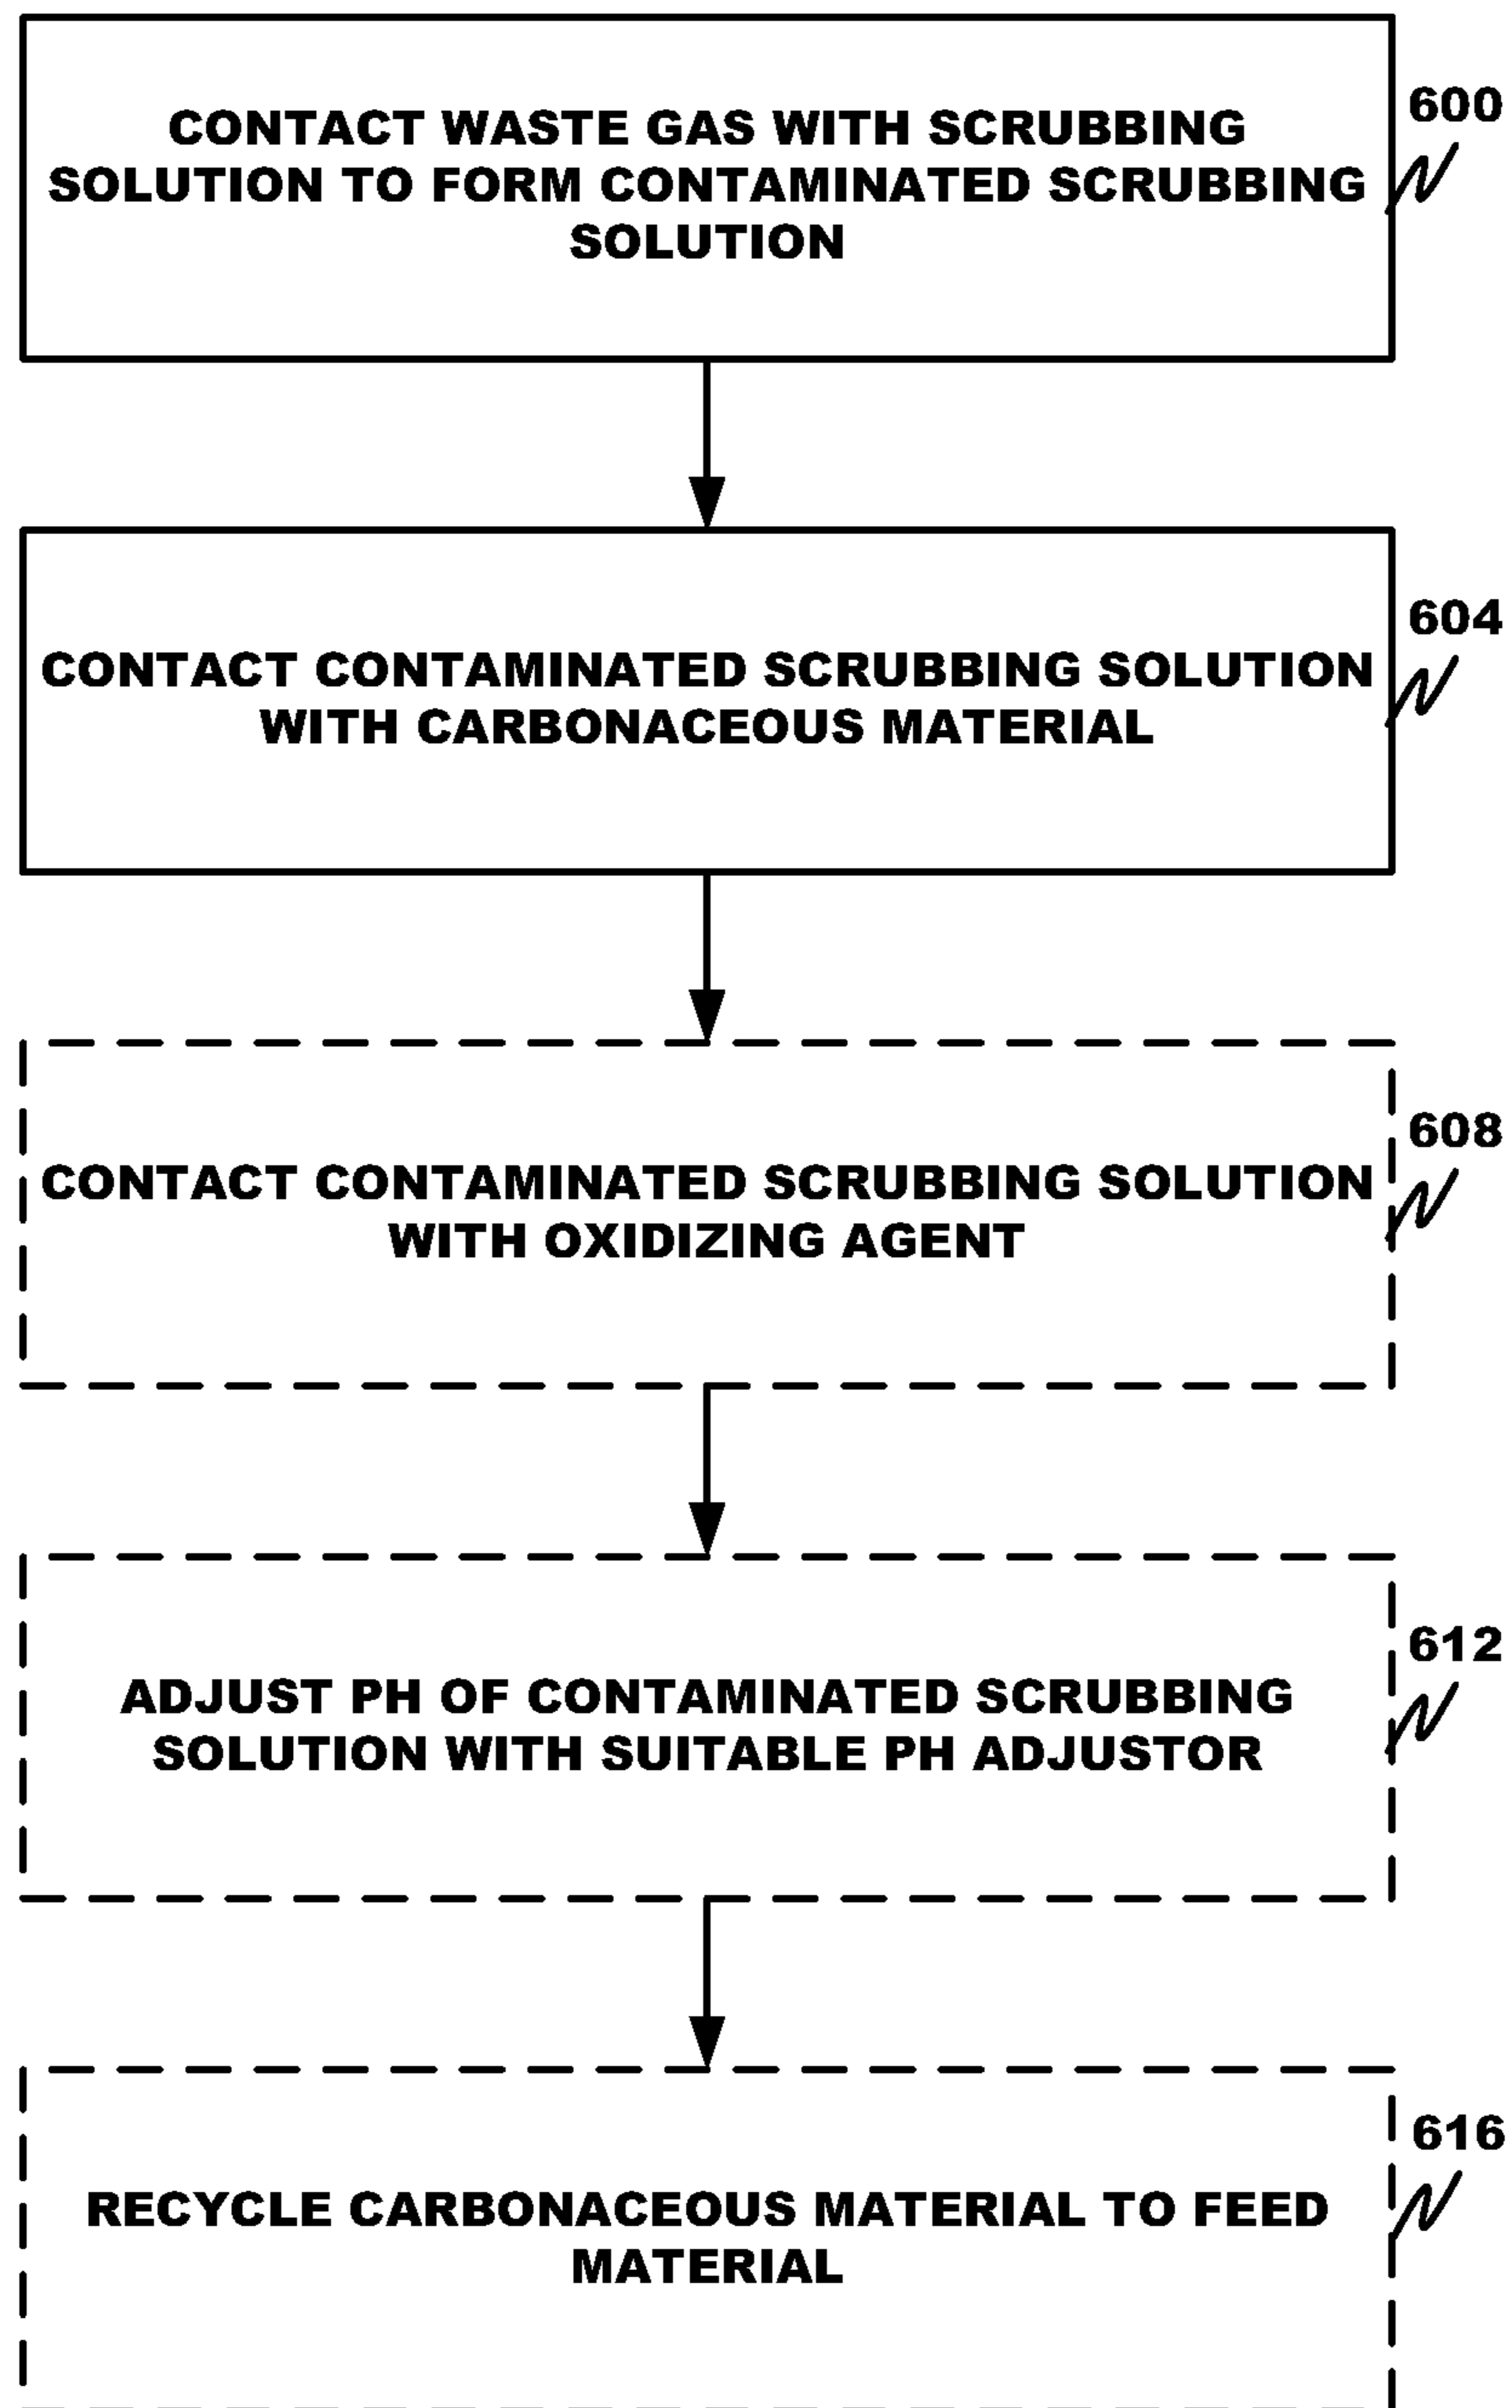 CONTACT WASTE GAS WITH SCRUBBING
SOLUTION TO FORM CONTAMINATED SCRUBBING
SOLUTION
600
CONTACT CONTAMINATED SCRUBBING SOLUTION
WITH CARBONACEOUS MATERIAL
604
CONTACT CONTAMINATED SCRUBBING SOLUTION
WITH OXIDIZING AGENT
608
ADJUST PH OF CONTAMINATED SCRUBBING
SOLUTION WITH SUITABLE PH ADJUSTOR
612
RECYCLE CARBONACEOUS MATERIAL TO FEED
MATERIAL
616